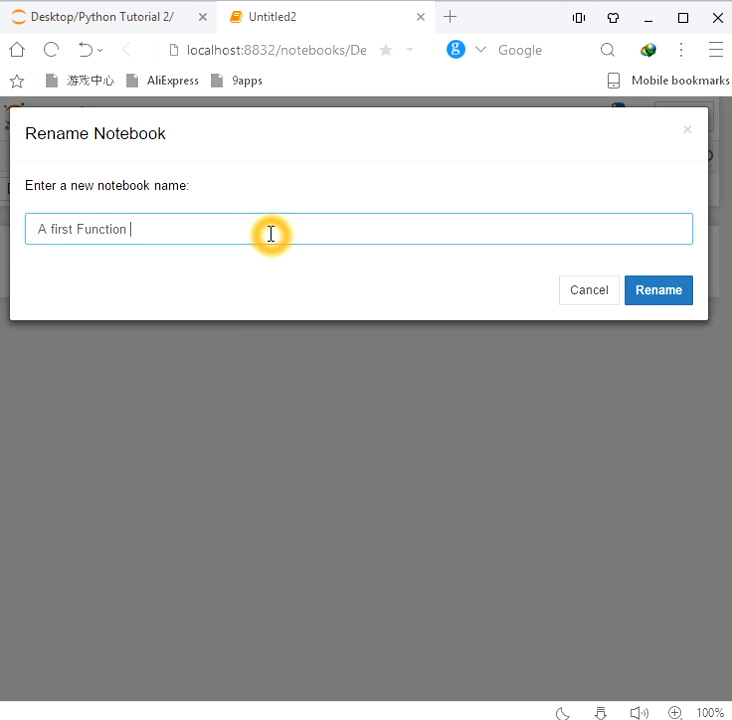 Desktop/Python Tutorial 2/
Untitled2
localhost:8832/notebooks/De
Google
游戏中心
AliExpress
9apps
Mobile bookmarks
Rename Notebook
Enter a new notebook name:
A first Function
Cancel
Rename
100%